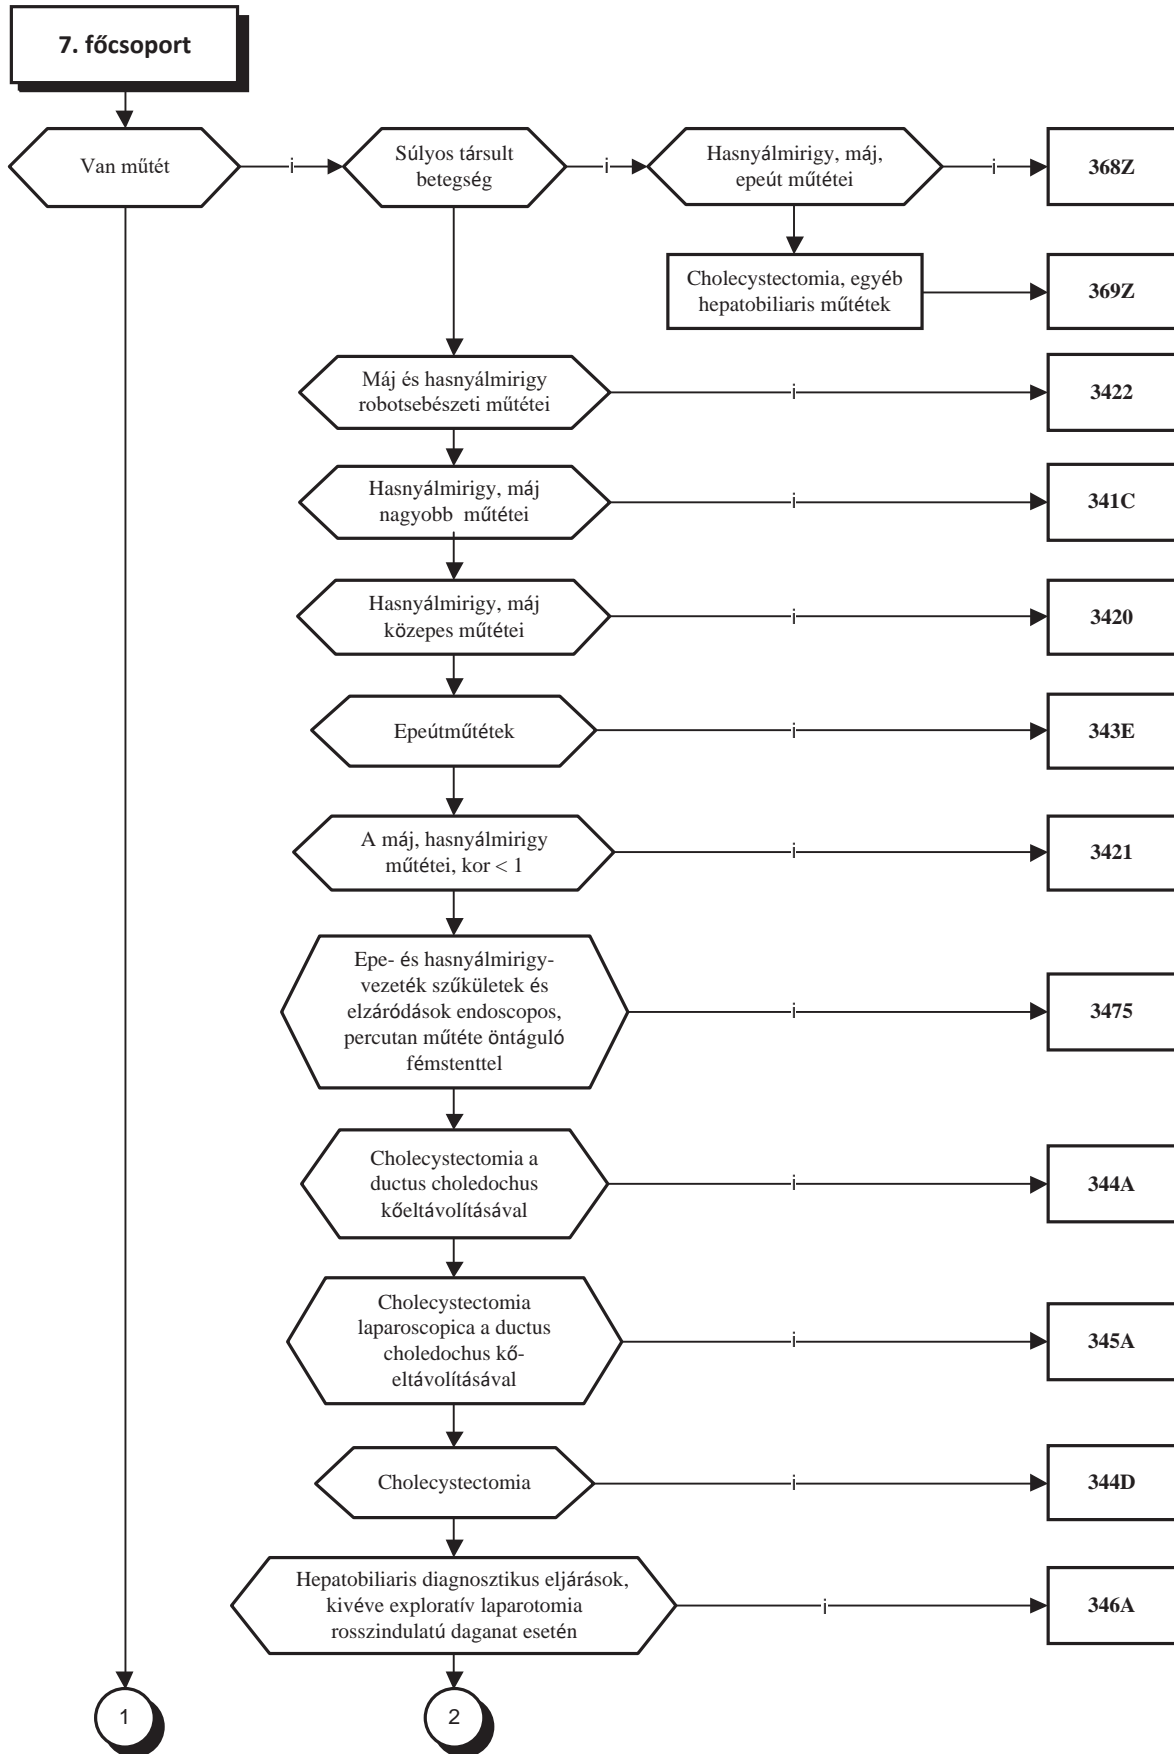 7. főcsoport
Van műtét
i
Súlyos társult
betegség
i
Hasnyálmirigy, máj,
epeút műtétei
i
368Z
Cholecystectomia, egyéb
hepatobiliaris műtétek
369Z
Máj és hasnyálmirigy
robotsebészeti műtétei
i
3422
Hasnyálmirigy, máj
nagyobb műtétei
i
341C
Hasnyálmirigy, máj
közepes műtétei
i
3420
Epeútműtétek
i
343E
A máj, hasnyálmirigy
műtétei, kor < 1
i
3421
Epe- és hasnyálmirigy-
vezeték szűkületek és
elzáródások endoscopos,
percutan műtéte öntáguló
fémstenttel
i
3475
Cholecystectomia a
ductus choledochus
kőeltávolításával
i
344A
Cholecystectomia
laparoscopica a ductus
choledochus kő-
eltávolításával
i
345A
Cholecystectomia
i
344D
Hepatobiliaris diagnosztikus eljárások,
kivéve exploratív laparotomia
rosszindulatú daganat esetén
i
346A
1
2